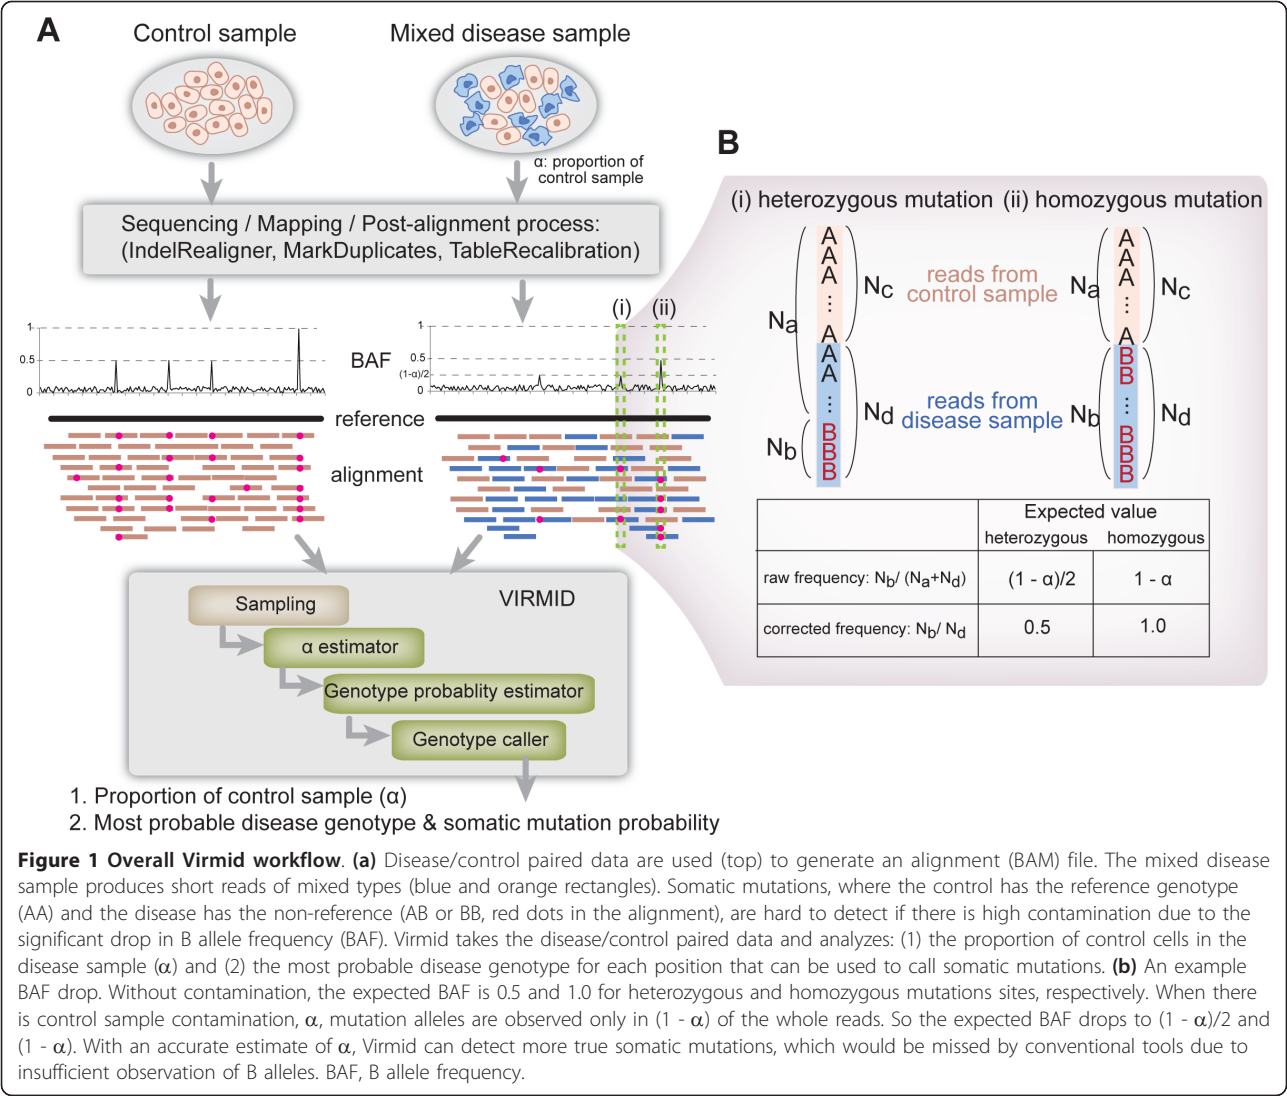 A
Control sample
Mixed disease sample
α: proportion of
control sample
Sequencing / Mapping / Post-alignment process:
(IndelRealigner, MarkDuplicates, TableRecalibration)
(i)
(ii)
1
0.5
0
BAF
1
0.5
(1-α)/2
0
reference
alignment
VIRMID
Sampling
α estimator
Genotype probablity estimator
Genotype caller
1. Proportion of control sample (α)
2. Most probable disease genotype & somatic mutation probability
B
(i) heterozygous mutation
(ii) homozygous mutation
A
A
A
⋮
A
A
A
⋮
B
B
B
Na
Nb
Nc
Nd
reads from
control sample
reads from
disease sample
A
A
A
⋮
A
B
B
⋮
B
B
B
Na
Nb
Nc
Nd
Expected value
heterozygous
homozygous
raw frequency: Nb/ (Na+Nd)
(1 - α)/2
1 - α
corrected frequency: Nb/ Nd
0.5
1.0
Figure 1 Overall Virmid workflow. (a) Disease/control paired data are used (top) to generate an alignment (BAM) file. The mixed disease
sample produces short reads of mixed types (blue and orange rectangles). Somatic mutations, where the control has the reference genotype
(AA) and the disease has the non-reference (AB or BB, red dots in the alignment), are hard to detect if there is high contamination due to the
significant drop in B allele frequency (BAF). Virmid takes the disease/control paired data and analyzes: (1) the proportion of control cells in the
disease sample (α) and (2) the most probable disease genotype for each position that can be used to call somatic mutations. (b) An example
BAF drop. Without contamination, the expected BAF is 0.5 and 1.0 for heterozygous and homozygous mutations sites, respectively. When there
is control sample contamination, α, mutation alleles are observed only in (1 - α) of the whole reads. So the expected BAF drops to (1 - α)/2 and
(1 - α). With an accurate estimate of α, Virmid can detect more true somatic mutations, which would be missed by conventional tools due to
insufficient observation of B alleles. BAF, B allele frequency.